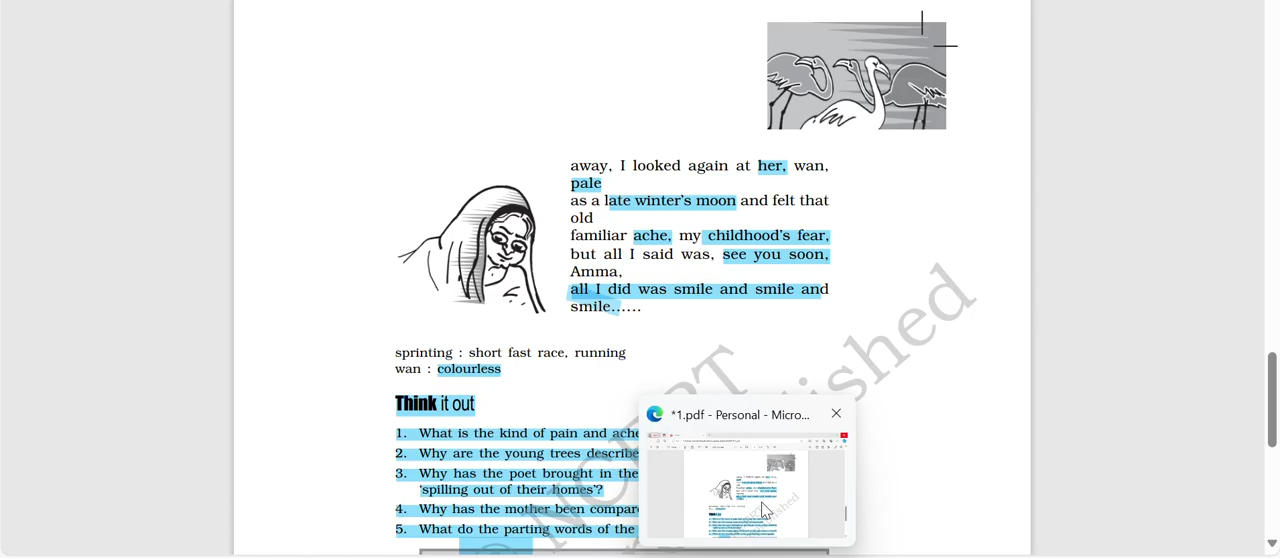 away, I looked again at her, wan,
pale
as a late winter's moon and felt that
old
familiar ache, my childhood's fear,
but all I said was, see you soon,
Amma,
all I did was smile and smile and
smile......
sprinting : short fast race, running
wan : colourless
Think it out
1. What is the kind of pain and ache
2. Why are the young trees describe
3. Why has the poet brought in the
'spilling out of their homes'?
4. Why has the mother been compar
5. What do the parting words of the
*1.pdf - Personal - Micro...